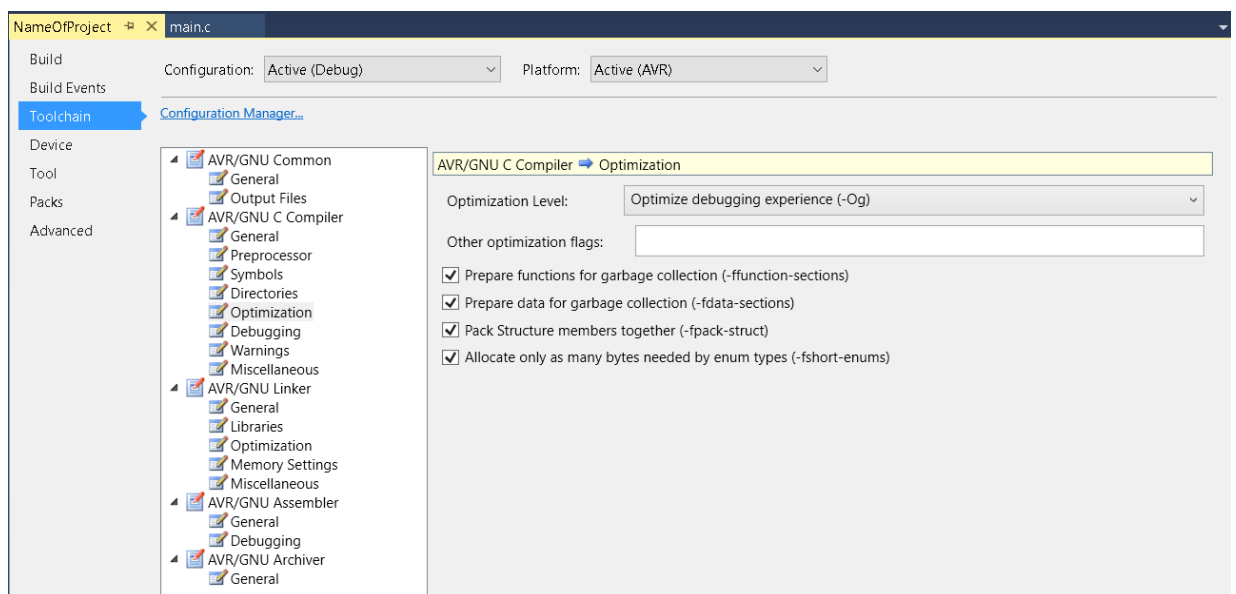 NameOfProject main.c
Build
Build Events
Toolchain
Device
Tool
Packs
Advanced
Configuration: Active (Debug) Platform: Active (AVR)
Configuration Manager...
AVR/GNU Common
General
Output Files
AVR/GNU C Compiler
General
Preprocessor
Symbols
Directories
Optimization
Debugging
Warnings
Miscellaneous
AVR/GNU Linker
General
Libraries
Optimization
Memory Settings
Miscellaneous
AVR/GNU Assembler
General
Debugging
AVR/GNU Archiver
General
AVR/GNU C Compiler Optimization
Optimization Level: Optimize debugging experience (-Og)
Other optimization flags:
Prepare functions for garbage collection (-ffunction-sections)
Prepare data for garbage collection (-fdata-sections)
Pack Structure members together (-fpack-struct)
Allocate only as many bytes needed by enum types (-fshort-enums)